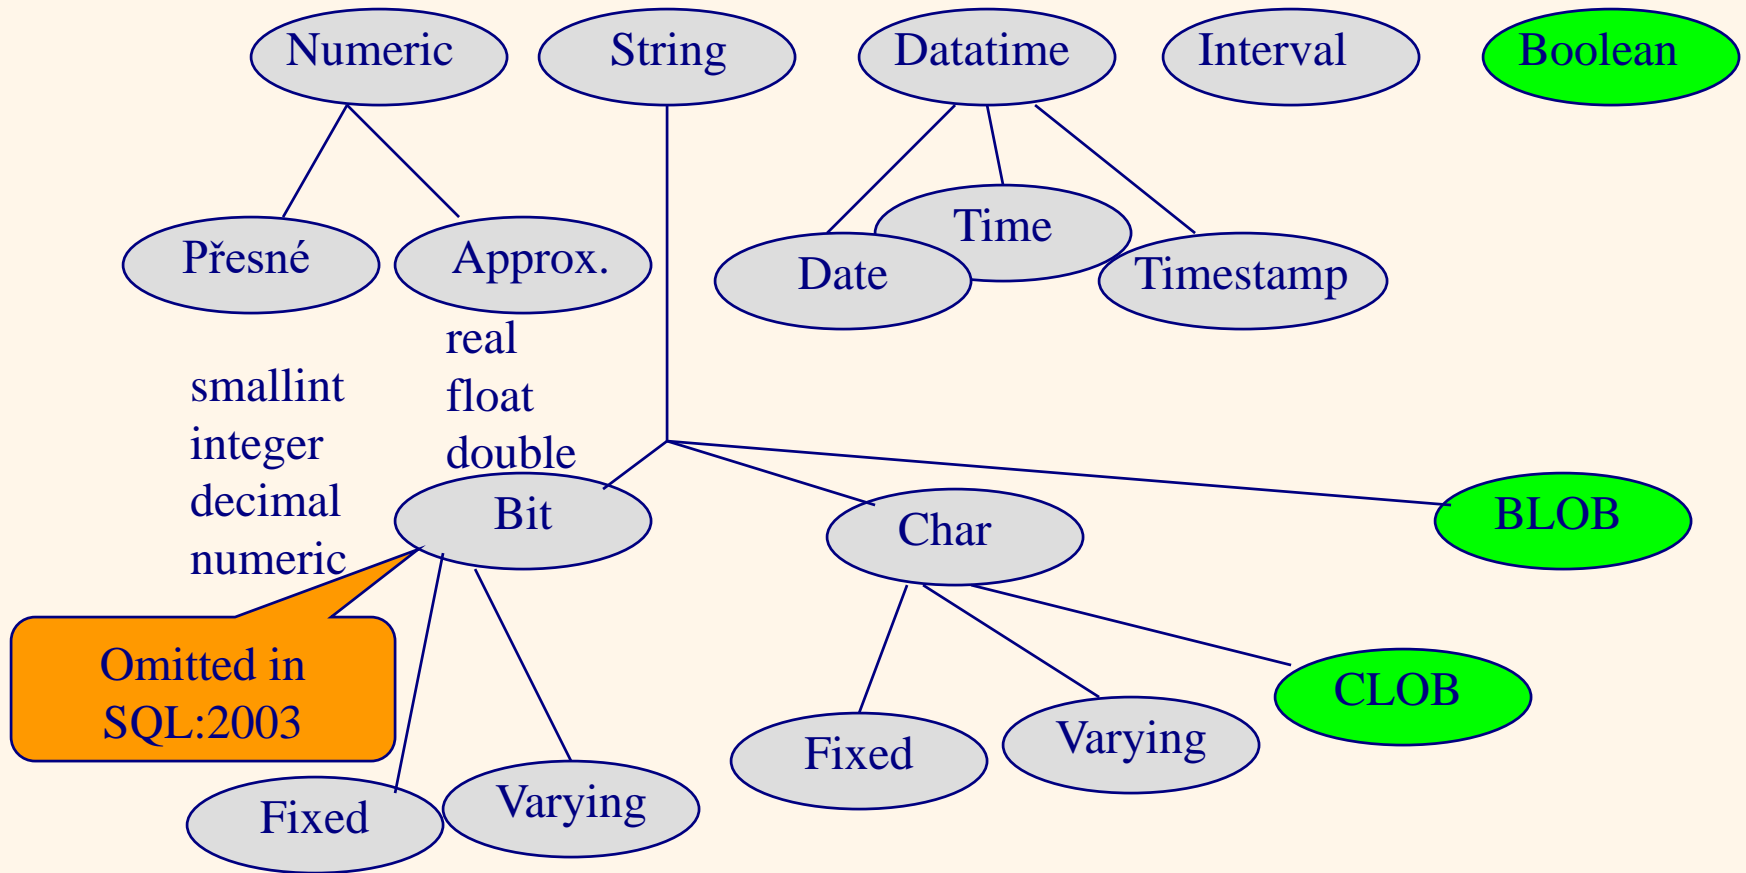 Numeric
String
Datatime
Interval
Boolean
Přesné
Approx.
Time
Date
Timestamp
real
float
double
smallint
integer
decimal
numeric
Bit
Char
BLOB
Omitted in
SQL:2003
CLOB
Fixed
Varying
Fixed
Varying